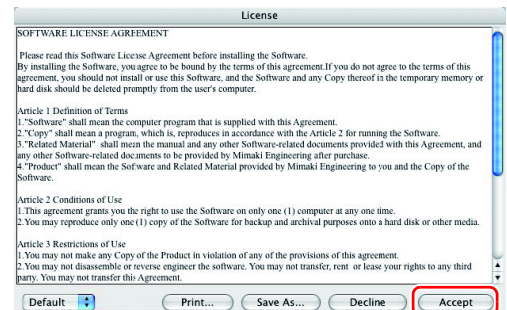 License
SOFTWARE LICENSE AGREEMENT
Please read this Software License Agreement before installing the Software.
By installing the Software, you agree to be bound by the terms of this agreement.If you do not agree to the terms of this
agreement, you should not install or use this Software, and the Software and any Copy thereof in the temporary memory or
hard disk should be deleted promptly from the user's computer.
Article 1 Definition of Terms
1."Software" shall mean the computer program that is supplied with this Agreement.
2."Copy" shall mean a program, which is, reproduces in accordance with the Article 2 for running the Software.
3."Related Material" shall mean the manual and any other Software-related documents provided with this Agreement, and
any other Software-related documents to be provided by Mimaki Engineering after purchase.
4."Product" shall mean the Software and Related Material provided by Mimaki Engineering to you and the Copy of the
Software.
Article 2 Conditions of Use
1.This agreement grants you the right to use the Software on only one (1) computer at any one time.
2.You may reproduce only one (1) copy of the Software for backup and archival purposes onto a hard disk or other media.
Article 3 Restrictions of Use
1.You may not make any Copy of the Product in violation of any of the provisions of this agreement.
2.You may not disassemble or reverse engineer the software. You may not transfer, rent or lease your rights to any third
party. You may not transfer this Agreement.
Default Print... Save As... Decline Accept